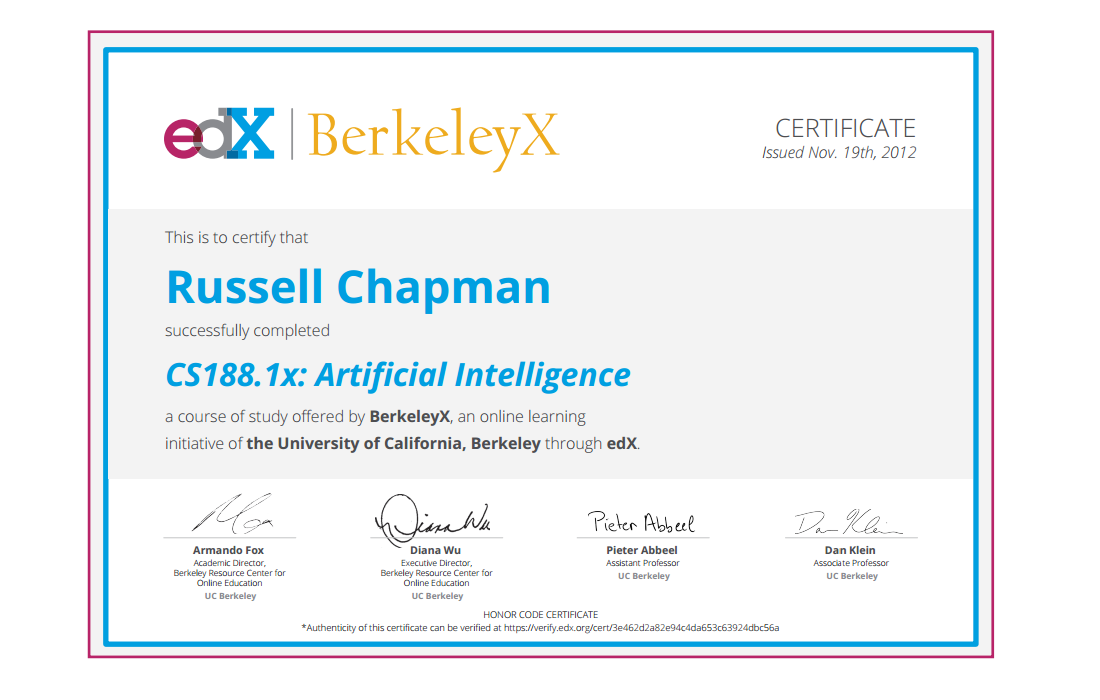 edX | BerkeleyX
CERTIFICATE
Issued Nov. 19th, 2012
This is to certify that
Russell Chapman
successfully completed
CS188.1x: Artificial Intelligence
a course of study offered by BerkeleyX, an online learning
initiative of the University of California, Berkeley through edX.
Diana Wu
Pieter Abbeel
Dan Klein
Armando Fox
Academic Director,
Berkeley Resource Center for
Online Education
UC Berkeley
Diana Wu
Executive Director,
Berkeley Resource Center for
Online Education
UC Berkeley
Pieter Abbeel
Assistant Professor
UC Berkeley
Dan Klein
Associate Professor
UC Berkeley
HONOR CODE CERTIFICATE
*Authenticity of this certificate can be verified at https://verify.edx.org/cert/3e462d2a82e94c4da653c63924dbc56a